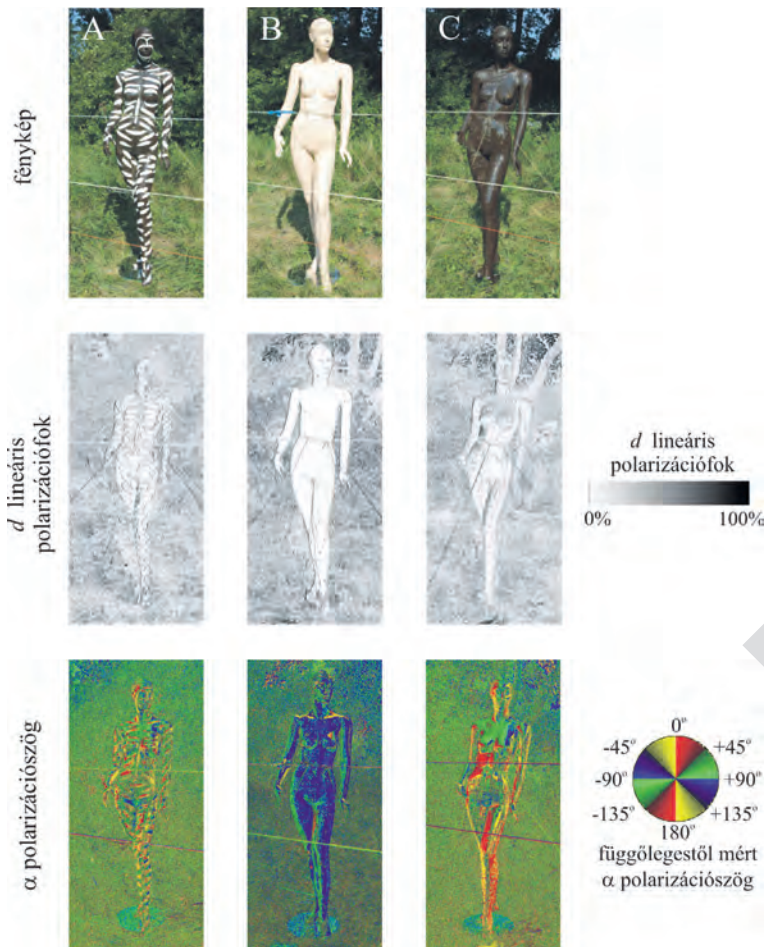 A
B
C
fénykép
d lineáris
polarizációfok
d lineáris
polarizációfok
0%
100%
α polarizációszög
0°
-45°
+45°
-90°
+90°
-135°
+135°
180°
függőlegestől mért
α polarizációszög